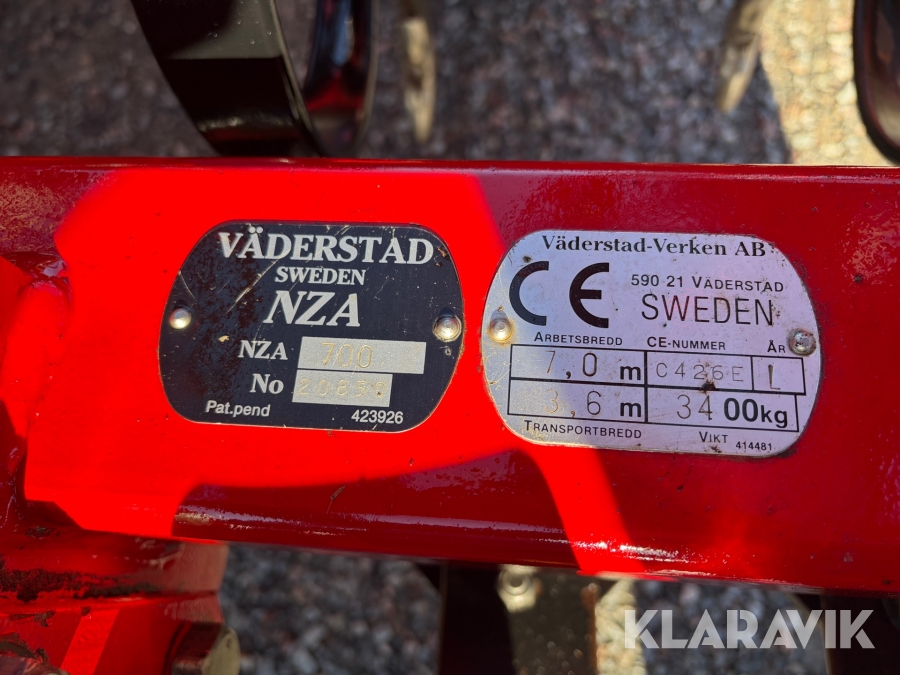 VÄDERSTAD
SWEDEN
NZA
NZA 700
No
Pat.pend 423926
Väderstad-Verken AB
CE 590 21 VÄDERSTAD
SWEDEN
ARBETSBREDD CE-NUMMER ÅR
7,0 m C426E L
3,6 m 3400kg
TRANSPORTBREDD VIKT 414481
KLARAVIK